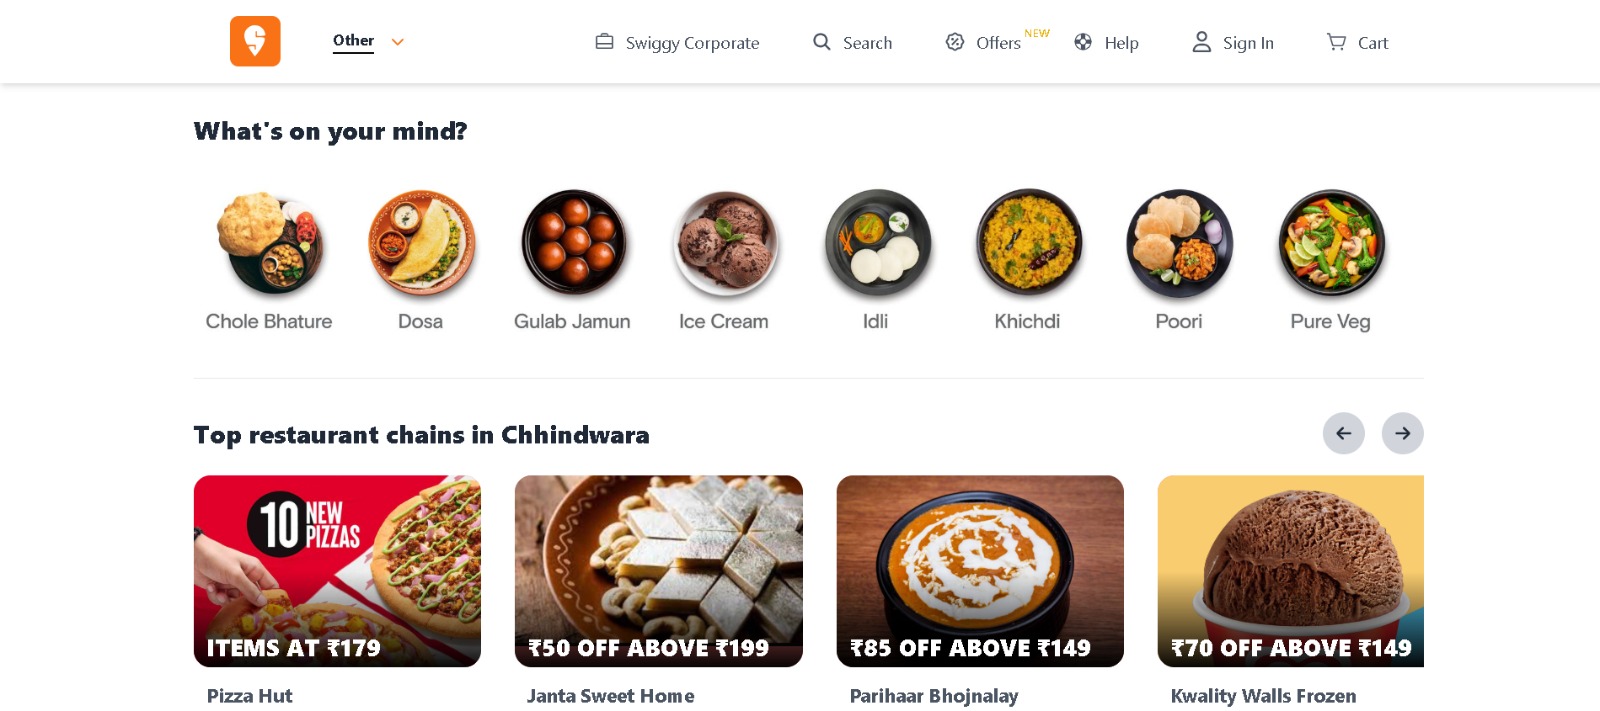 Other
Swiggy Corporate
Search
Offers NEW
Help
Sign In
Cart
What's on your mind?
Chole Bhature
Dosa
Gulab Jamun
Ice Cream
Idli
Khichdi
Poori
Pure Veg
Top restaurant chains in Chhindwara
10 NEW PIZZAS
ITEMS AT ₹179
₹50 OFF ABOVE ₹199
₹85 OFF ABOVE ₹149
₹70 OFF ABOVE ₹149
Pizza Hut
Janta Sweet Home
Parihaar Bhojnalay
Kwality Walls Frozen